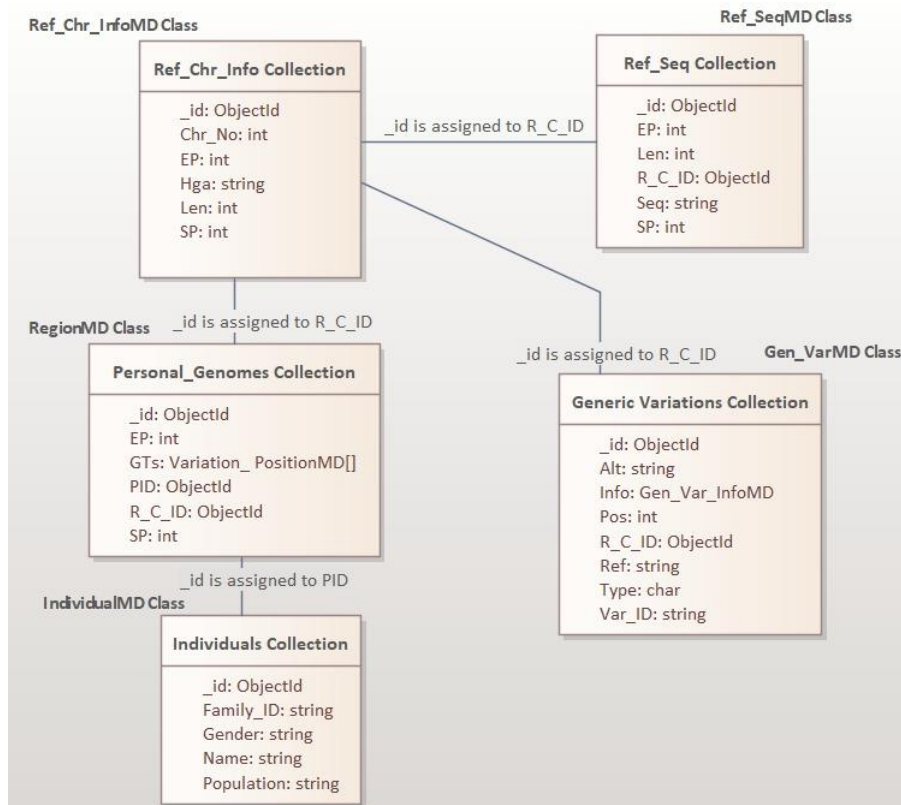 Ref_Chr_InfoMD Class
Ref_Chr_Info Collection
_id: ObjectId
Chr_No: int
EP: int
Hga: string
Len: int
SP: int
_id is assigned to R_C_ID
Ref_SeqMD Class
Ref_Seq Collection
_id: ObjectId
EP: int
Len: int
R_C_ID: ObjectId
Seq: string
SP: int
RegionMD Class
_id is assigned to R_C_ID
Personal_Genomes Collection
_id: ObjectId
EP: int
GTs: Variation_ PositionMD[]
PID: ObjectId
R_C_ID: ObjectId
SP: int
_id is assigned to R_C_ID
Gen_VarMD Class
Generic Variations Collection
_id: ObjectId
Alt: string
Info: Gen_Var_InfoMD
Pos: int
R_C_ID: ObjectId
Ref: string
Type: char
Var_ID: string
_id is assigned to PID
IndividualMD Class
Individuals Collection
_id: ObjectId
Family_ID: string
Gender: string
Name: string
Population: string